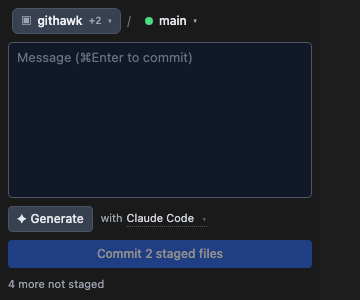 githawk +2 / main
Message (⌘Enter to commit)
Generate with Claude Code
Commit 2 staged files
4 more not staged